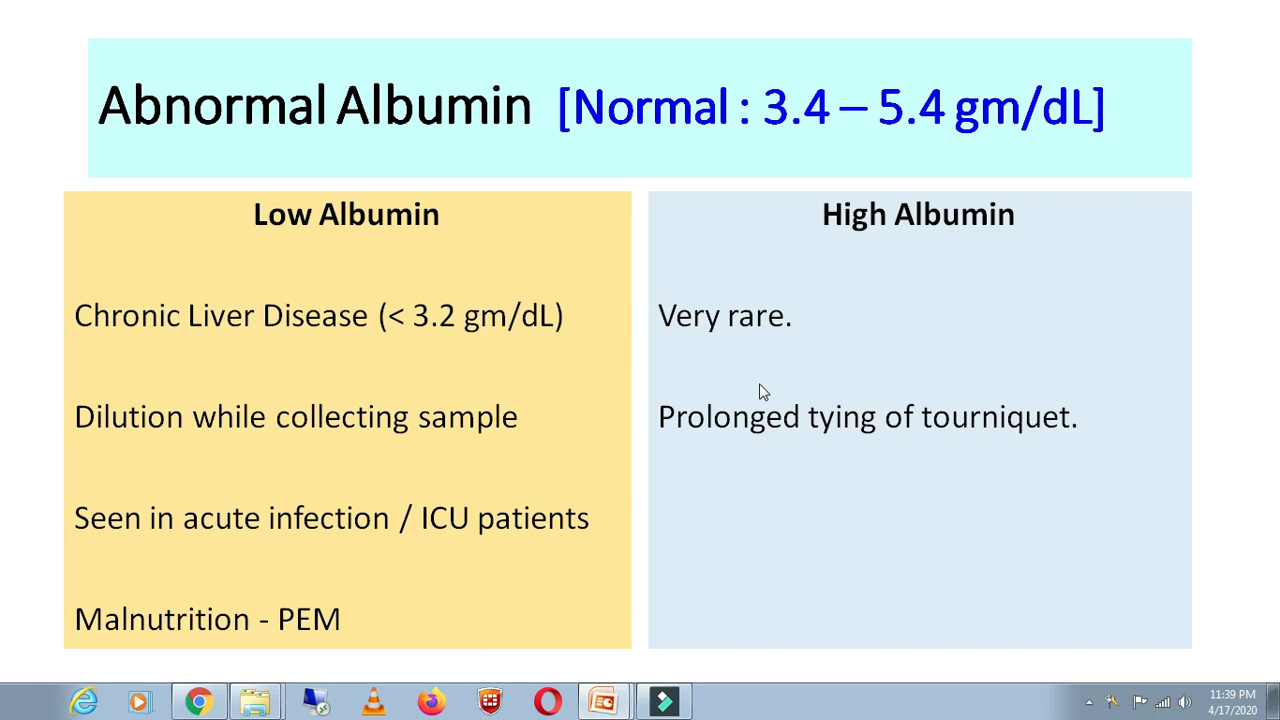 Abnormal Albumin [Normal : 3.4 – 5.4 gm/dL]
Low Albumin
Chronic Liver Disease (< 3.2 gm/dL)
Dilution while collecting sample
Seen in acute infection / ICU patients
Malnutrition - PEM
High Albumin
Very rare.
Prolonged tying of tourniquet.
11:39 PM
4/17/2020